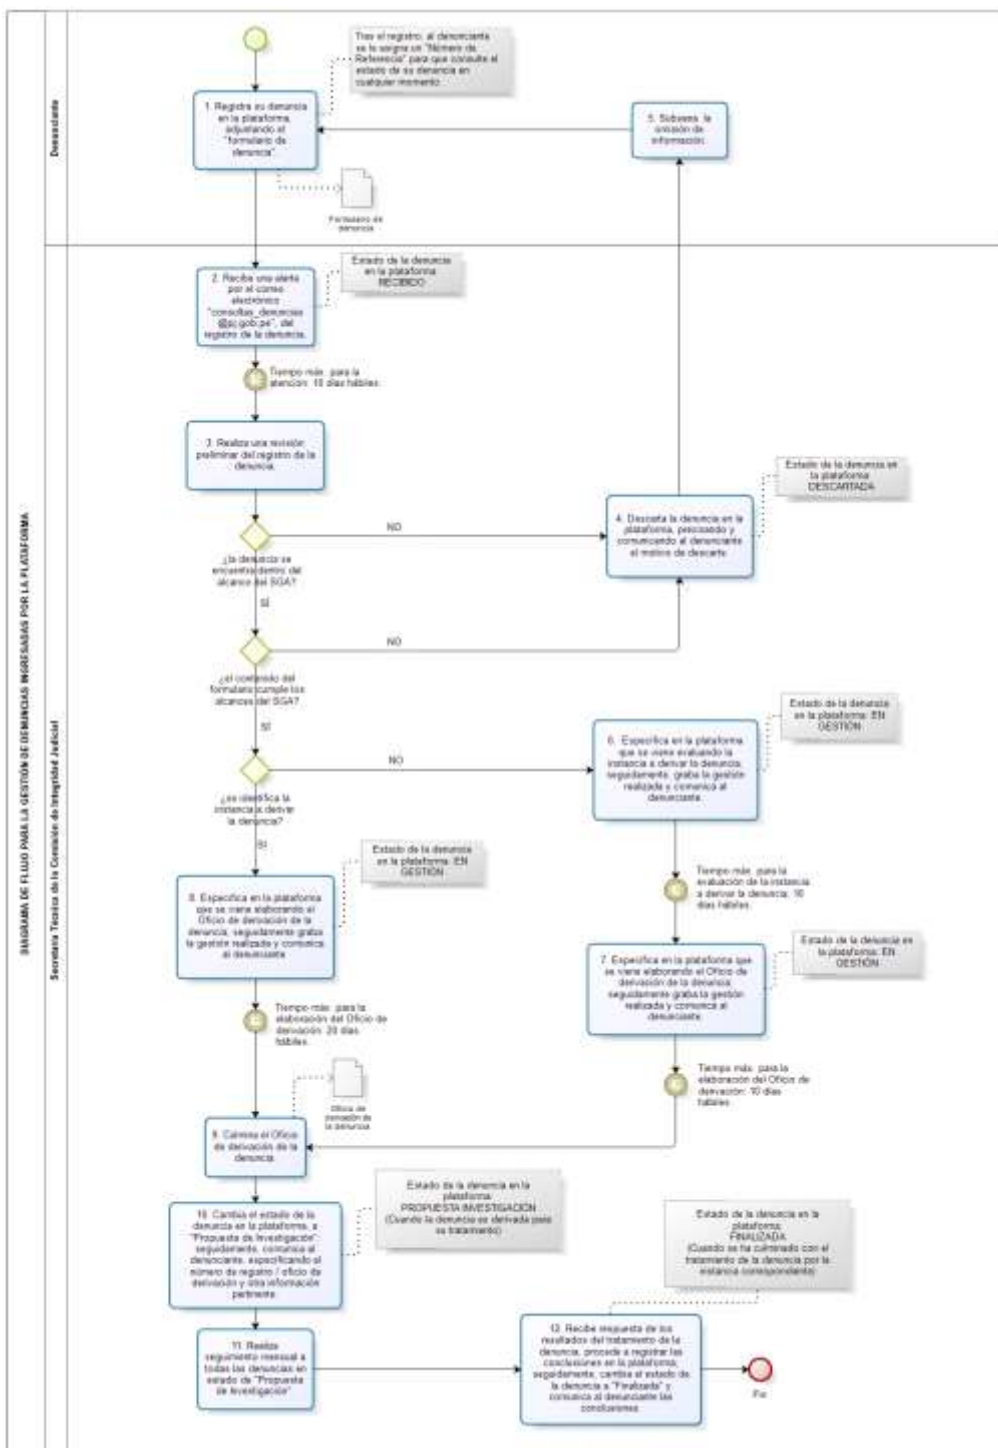 DIAGRAMA DE FLUJO PARA LA GESTIÓN DE DENUNCIAS INGRESADAS POR LA PLATAFORMA
Denunciante
Tras el registro, al denunciante
se le asigna un "Número de
Referencia" para que consulte el
estado de su denuncia en
cualquier momento.
1. Registra su denuncia
en la plataforma,
adjuntando el
"formulario de
denuncia".
5. Subsana la
omisión de
información.
Formulario de
denuncia
Secretaría Técnica de la Comisión de Integridad Judicial
Estado de la denuncia
en la plataforma:
RECIBIDO
2. Recibe una alerta
por el correo
electrónico
"consultas_denuncias
@pj.gob.pe", del
registro de la denuncia.
Tiempo máx. para la
atención: 10 días hábiles.
3. Realiza una revisión
preliminar del registro de la
denuncia.
Estado de la denuncia en
la plataforma:
DESCARTADA
4. Descarta la denuncia en la
plataforma, precisando y
comunicando al denunciante
el motivo de descarte.
NO
¿la denuncia se
encuentra dentro del
alcance del SGA?
SÍ
NO
¿el contenido del
formulario cumple los
alcances del SGA?
SÍ
Estado de la denuncia
en la plataforma: EN
GESTIÓN
6. Especifica en la plataforma
que se viene evaluando la
instancia a derivar la denuncia,
seguidamente, graba la gestión
realizada y comunica al
denunciante.
NO
¿se identifica la
instancia a derivar
la denuncia?
SI
Estado de la denuncia
en la plataforma: EN
GESTIÓN
8. Especifica en la plataforma
que se viene elaborando el
Oficio de derivación de la
denuncia, seguidamente graba
la gestión realizada y comunica
al denunciante.
Tiempo máx. para la
evaluación de la instancia
a derivar la denuncia: 10
días hábiles.
Estado de la denuncia en
la plataforma: EN
GESTIÓN
7. Especifica en la plataforma que
se viene elaborando el Oficio de
derivación de la denuncia,
seguidamente graba la gestión
realizada y comunica al
denunciante.
Tiempo máx. para la
elaboración del Oficio de
derivación: 20 días
hábiles.
Tiempo máx. para la
elaboración del Oficio de
derivación: 10 días
hábiles.
Oficio de
derivación de
la denuncia
9. Culmina el Oficio
de derivación de la
denuncia.
Estado de la denuncia en la
plataforma:
PROPUESTA INVESTIGACIÓN
(Cuando la denuncia es derivada para
su tratamiento)
10. Cambia el estado de la
denuncia en la plataforma, a
"Propuesta de Investigación";
seguidamente, comunica al
denunciante, especificando el
número de registro / oficio de
derivación y otra información
pertinente.
Estado de la denuncia en la
plataforma:
FINALIZADA
(Cuando se ha culminado con el
tratamiento de la denuncia por la
instancia correspondiente)
11. Realiza
seguimiento mensual a
todas las denuncias en
estado de "Propuesta
de Investigación"
12. Recibe respuesta de los
resultados del tratamiento de la
denuncia, procede a registrar las
conclusiones en la plataforma;
seguidamente, cambia el estado de
la denuncia a "Finalizada" y
comunica al denunciante las
conclusiones.
Fin